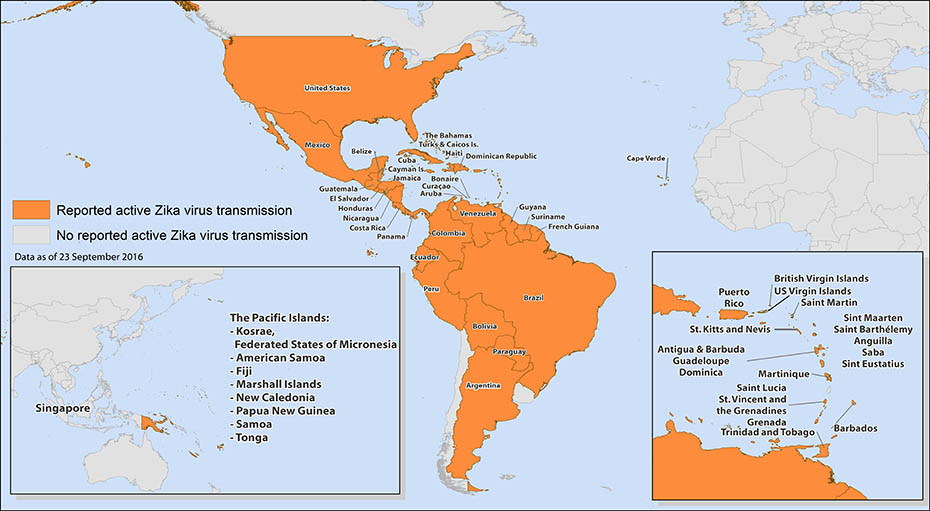 United States
Mexico
Belize
The Bahamas
Turks & Caicos Is.
Cuba
Haiti
Dominican Republic
Cayman Is.
Jamaica
Bonaire
Curaçao
Aruba
Guatemala
El Salvador
Honduras
Nicaragua
Costa Rica
Panama
Cape Verde
Venezuela
Guyana
Suriname
French Guiana
Colombia
Ecuador
Peru
Brazil
Bolivia
Paraguay
Argentina
Reported active Zika virus transmission
No reported active Zika virus transmission
Data as of 23 September 2016
Singapore
The Pacific Islands:
- Kosrae,
Federated States of Micronesia
- American Samoa
- Fiji
- Marshall Islands
- New Caledonia
- Papua New Guinea
- Samoa
- Tonga
Puerto
Rico
British Virgin Islands
US Virgin Islands
Saint Martin
St. Kitts and Nevis
Sint Maarten
Saint Barthélemy
Anguilla
Saba
Sint Eustatius
Antigua & Barbuda
Guadeloupe
Dominica
Martinique
Saint Lucia
St. Vincent and
the Grenadines
Grenada
Trinidad and Tobago
Barbados